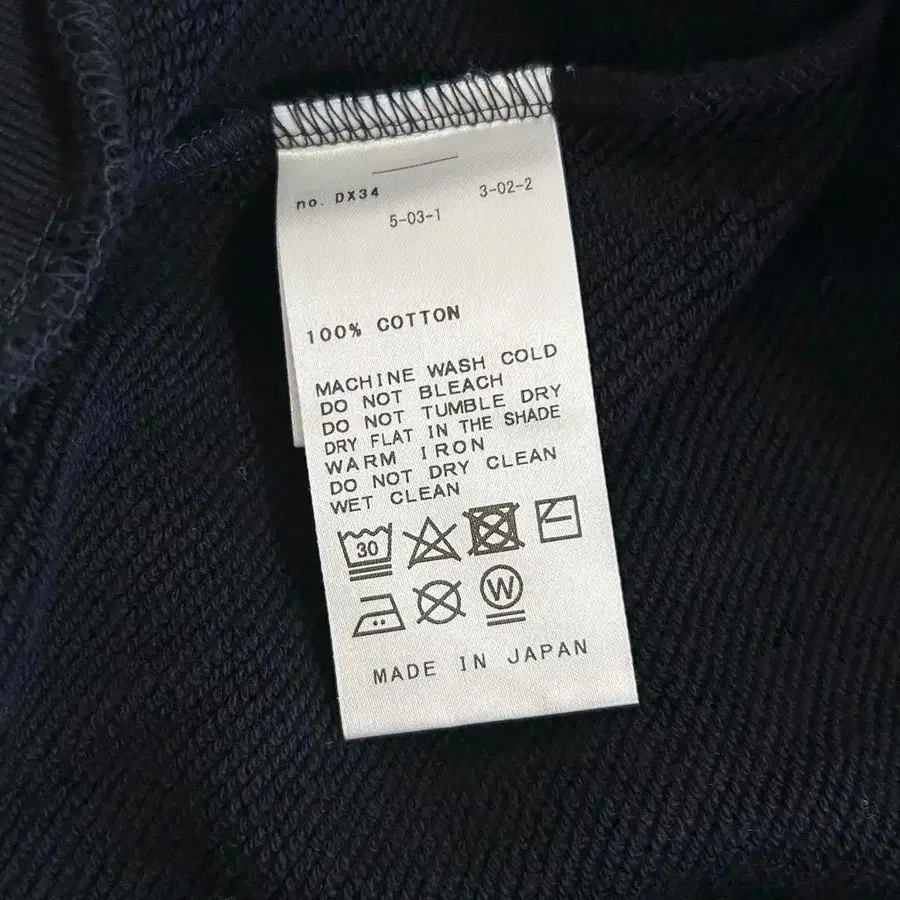 no. DX34
3-02-2
5-03-1
100% COTTON
MACHINE WASH COLD
DO NOT BLEACH
DO NOT TUMBLE DRY
DRY FLAT IN THE SHADE
WARM IRON
DO NOT DRY CLEAN
WET CLEAN
30
W
MADE IN JAPAN